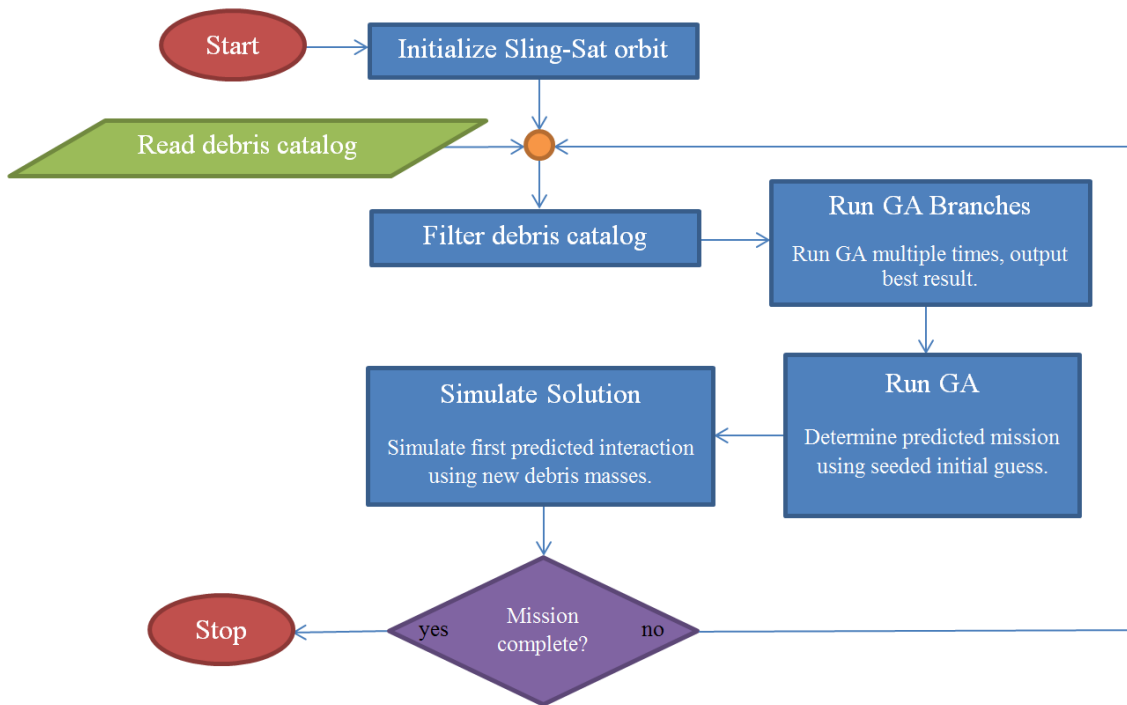 Start
Initialize Sling-Sat orbit
Read debris catalog
Filter debris catalog
Run GA Branches
Run GA multiple times, output
best result.
Run GA
Determine predicted mission
using seeded initial guess.
Simulate Solution
Simulate first predicted interaction
using new debris masses.
Mission
complete?
yes
no
Stop